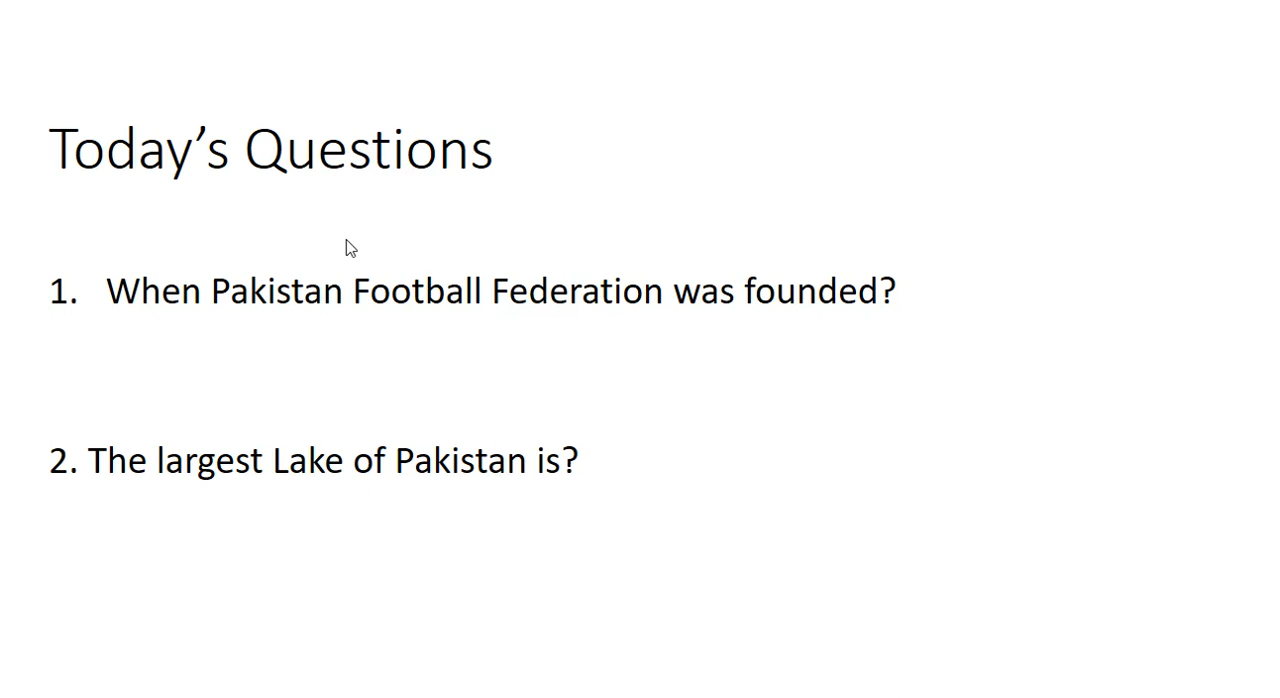 Today’s Questions
1. When Pakistan Football Federation was founded?
2. The largest Lake of Pakistan is?